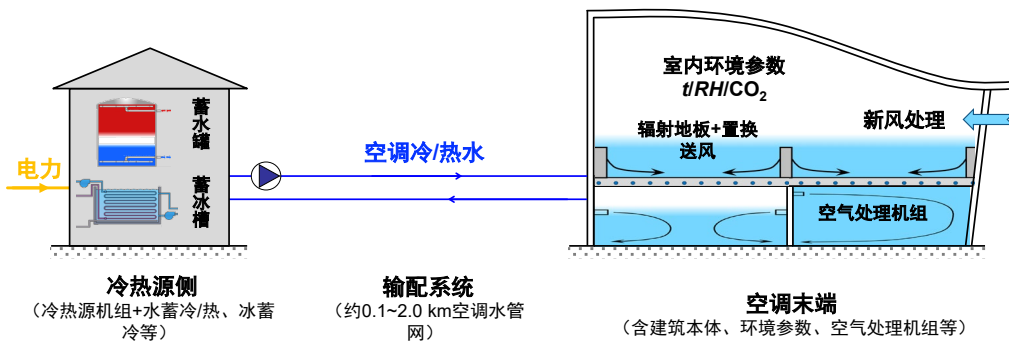 室内环境参数
t/RH/CO₂
新风处理
辐射地板+置换
送风
蓄水罐
空调冷/热水
电力
蓄冰槽
空气处理机组
冷热源侧
（冷热源机组+水蓄冷/热、冰蓄
冷等）
输配系统
（约0.1~2.0 km空调水管
网）
空调末端
（含建筑本体、环境参数、空气处理机组等）